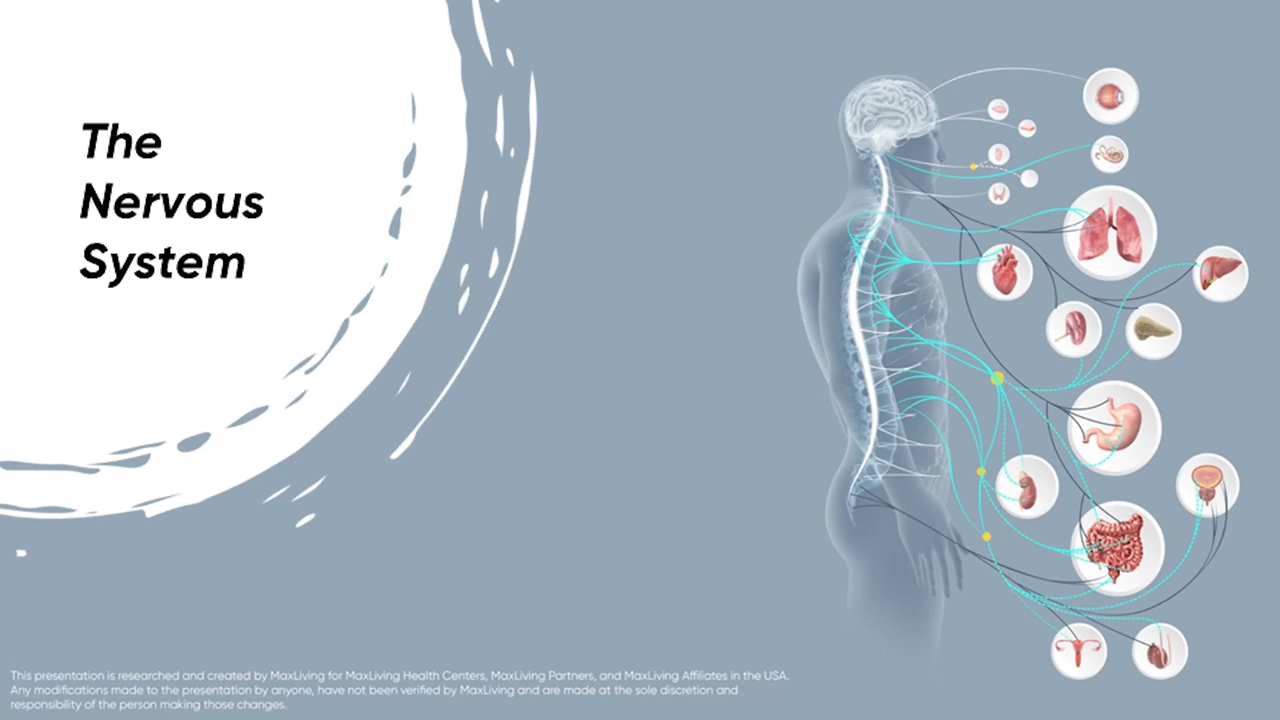 The
Nervous
System
This presentation is researched and created by MaxLiving for MaxLiving Health Centers, MaxLiving Partners, and MaxLiving Affiliates in the USA.
Any modifications made to the presentation by anyone, have not been verified by MaxLiving and are made at the sole discretion and
responsibility of the person making those changes.